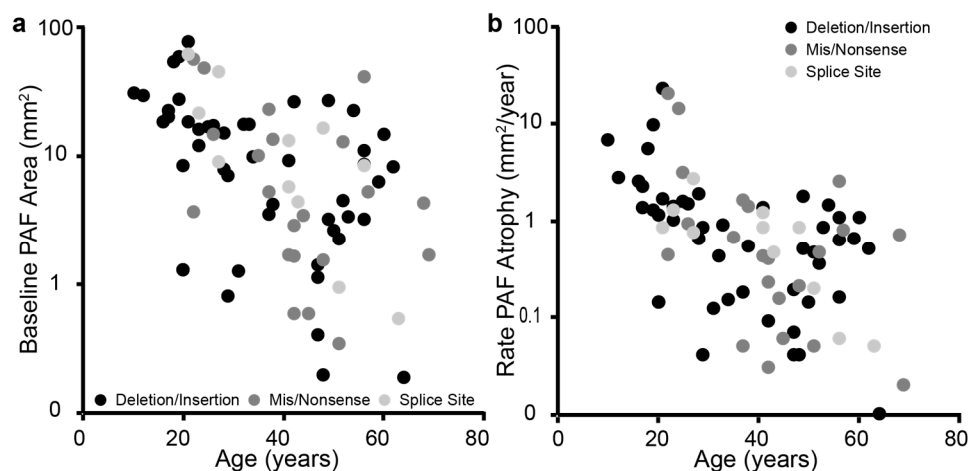 a
Baseline PAF Area (mm²)
100
10
1
0
Deletion/Insertion Mis/Nonsense Splice Site
0 20 40 60 80
Age (years)
b
Rate PAF Atrophy (mm²/year)
Deletion/Insertion
Mis/Nonsense
Splice Site
100
10
1
0.1
0
0 20 40 60 80
Age (years)